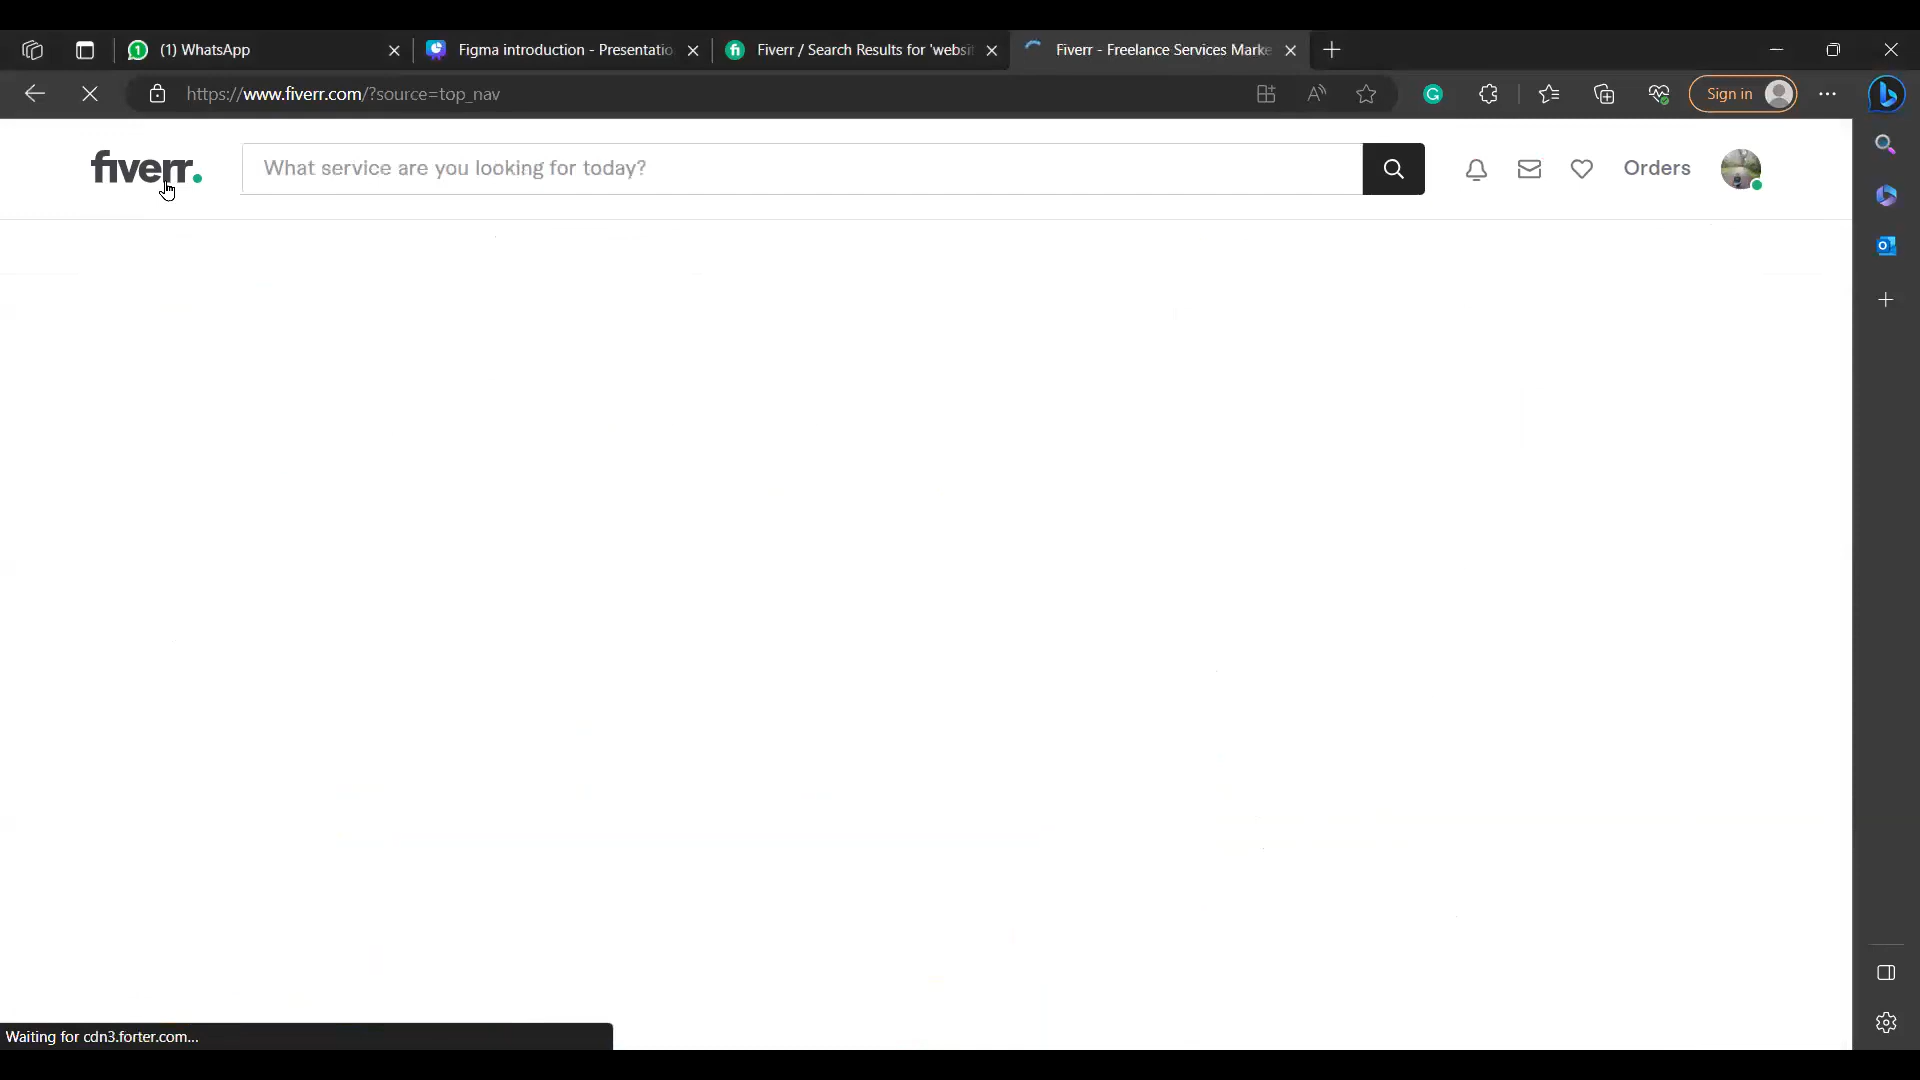 (1) WhatsApp
Figma introduction - Presentatio
Fiverr / Search Results for 'websit
Fiverr - Freelance Services Marke
https://www.fiverr.com/?source=top_nav
Sign in
fiverr.
What service are you looking for today?
Orders
Waiting for cdn3.forter.com...